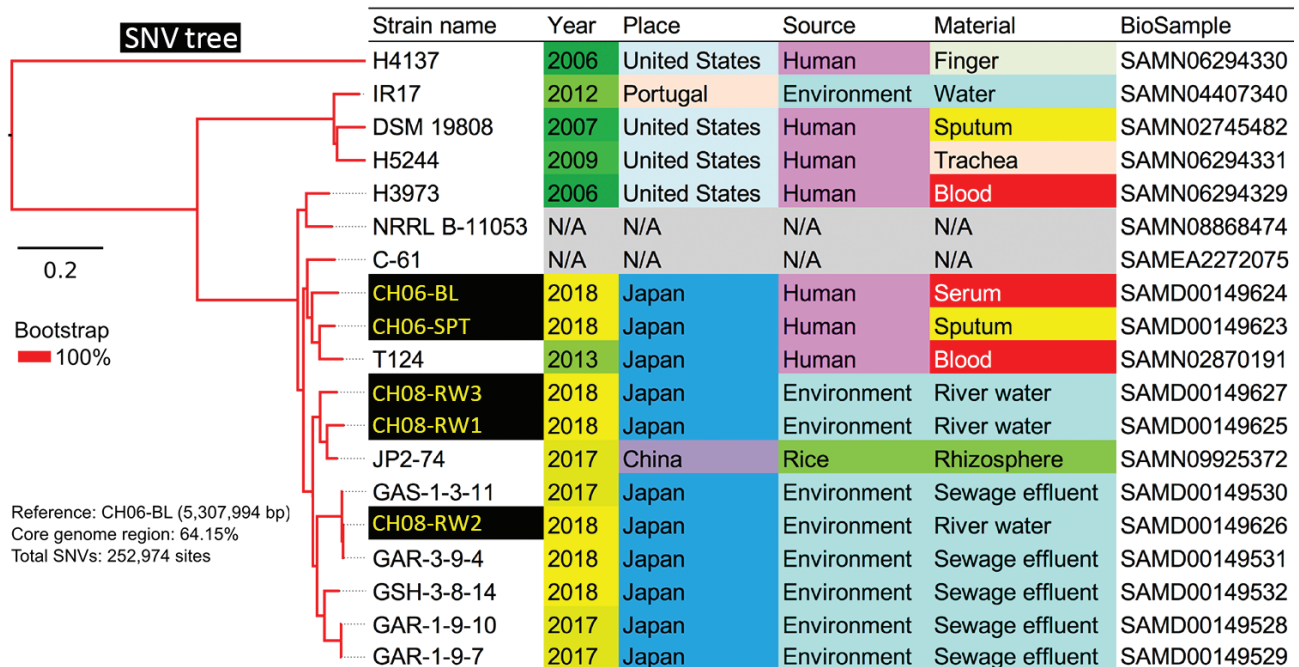 SNV tree
Strain name Year Place Source Material BioSample
H4137 2006 United States Human Finger SAMN06294330
IR17 2012 Portugal Environment Water SAMN04407340
DSM 19808 2007 United States Human Sputum SAMN02745482
H5244 2009 United States Human Trachea SAMN06294331
H3973 2006 United States Human Blood SAMN06294329
NRRL B-11053 N/A N/A N/A N/A SAMN08868474
0.2
C-61 N/A N/A N/A N/A SAMEA2272075
CH06-BL 2018 Japan Human Serum SAMD00149624
Bootstrap
CH06-SPT 2018 Japan Human Sputum SAMD00149623
100%
T124 2013 Japan Human Blood SAMN02870191
CH08-RW3 2018 Japan Environment River water SAMD00149627
CH08-RW1 2018 Japan Environment River water SAMD00149625
JP2-74 2017 China Rice Rhizosphere SAMN09925372
GAS-1-3-11 2017 Japan Environment Sewage effluent SAMD00149530
Reference: CH06-BL (5,307,994 bp)
CH08-RW2 2018 Japan Environment River water SAMD00149626
Core genome region: 64.15%
Total SNVs: 252,974 sites
GAR-3-9-4 2018 Japan Environment Sewage effluent SAMD00149531
GSH-3-8-14 2018 Japan Environment Sewage effluent SAMD00149532
GAR-1-9-10 2017 Japan Environment Sewage effluent SAMD00149528
GAR-1-9-7 2017 Japan Environment Sewage effluent SAMD00149529